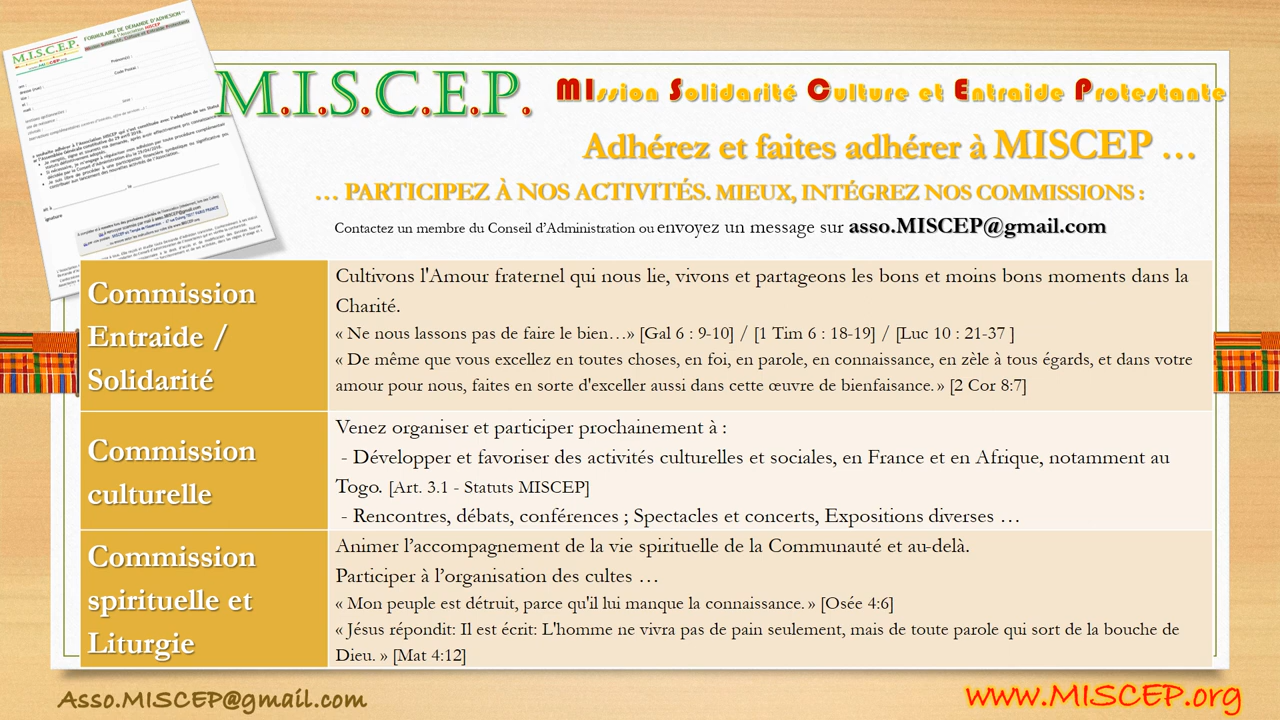 M.I.S.C.E.P.
FORMULAIRE DE DEMANDE D'ADHESION –
à l'Association MISCEP
M.I.S.C.E.P.
MIssion Solidarité Culture et Entraide Protestante
Adhérez et faites adhérer à MISCEP …
… PARTICIPEZ À NOS ACTIVITÉS. MIEUX, INTÉGREZ NOS COMMISSIONS :
Contactez un membre du Conseil d’Administration ou envoyez un message sur asso.MISCEP@gmail.com
Commission
Entraide /
Solidarité
Cultivons l'Amour fraternel qui nous lie, vivons et partageons les bons et moins bons moments dans la
Charité.
« Ne nous lassons pas de faire le bien…» [Gal 6 : 9-10] / [1 Tim 6 : 18-19] / [Luc 10 : 21-37 ]
« De même que vous excellez en toutes choses, en foi, en parole, en connaissance, en zèle à tous égards, et dans votre
amour pour nous, faites en sorte d'exceller aussi dans cette œuvre de bienfaisance. » [2 Cor 8:7]
Commission
culturelle
Venez organiser et participer prochainement à :
- Développer et favoriser des activités culturelles et sociales, en France et en Afrique, notamment au
Togo. [Art. 3.1 - Statuts MISCEP]
- Rencontres, débats, conférences ; Spectacles et concerts, Expositions diverses …
Commission
spirituelle et
Liturgie
Animer l’accompagnement de la vie spirituelle de la Communauté et au-delà.
Participer à l’organisation des cultes …
« Mon peuple est détruit, parce qu'il lui manque la connaissance. » [Osée 4:6]
« Jésus répondit: Il est écrit: L'homme ne vivra pas de pain seulement, mais de toute parole qui sort de la bouche de
Dieu. » [Mat 4:12]
Asso.MISCEP@gmail.com
www.MISCEP.org